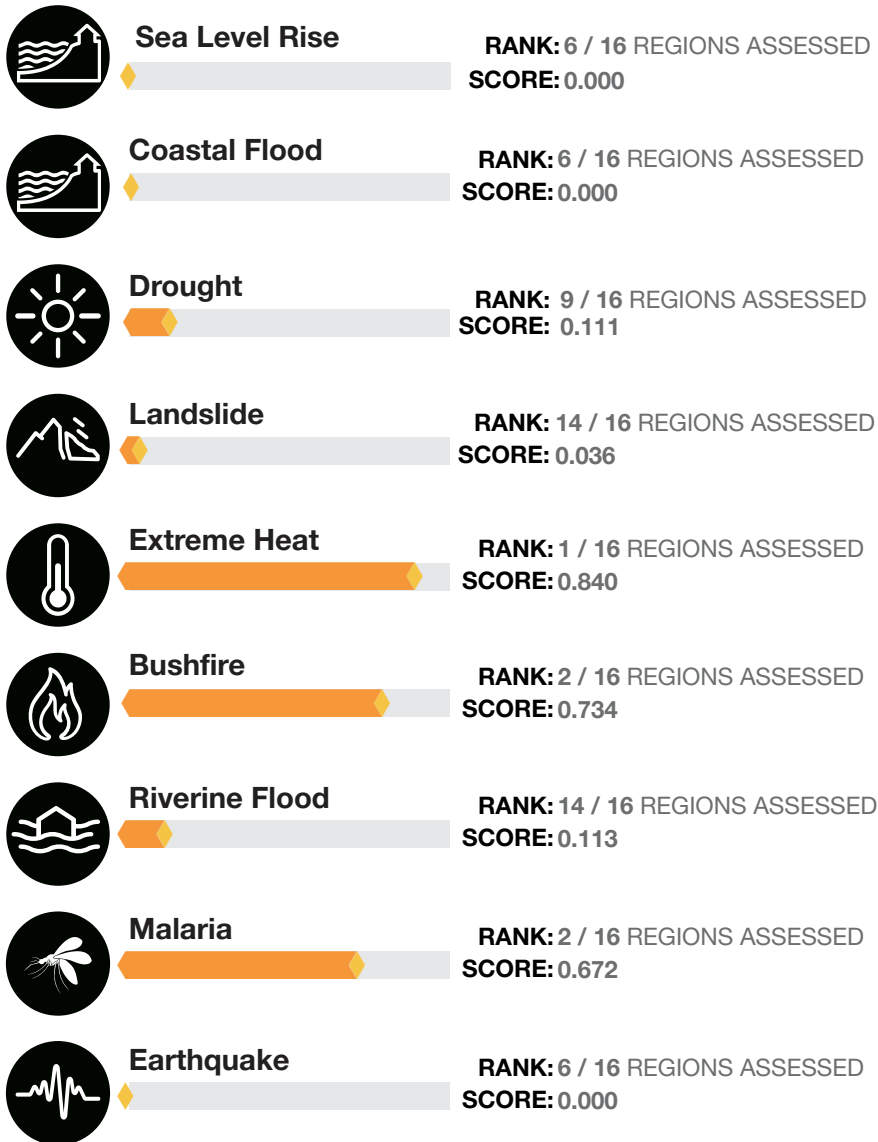 Sea Level Rise
RANK: 6 / 16 REGIONS ASSESSED
SCORE: 0.000
Coastal Flood
RANK: 6 / 16 REGIONS ASSESSED
SCORE: 0.000
Drought
RANK: 9 / 16 REGIONS ASSESSED
SCORE: 0.111
Landslide
RANK: 14 / 16 REGIONS ASSESSED
SCORE: 0.036
Extreme Heat
RANK: 1 / 16 REGIONS ASSESSED
SCORE: 0.840
Bushfire
RANK: 2 / 16 REGIONS ASSESSED
SCORE: 0.734
Riverine Flood
RANK: 14 / 16 REGIONS ASSESSED
SCORE: 0.113
Malaria
RANK: 2 / 16 REGIONS ASSESSED
SCORE: 0.672
Earthquake
RANK: 6 / 16 REGIONS ASSESSED
SCORE: 0.000